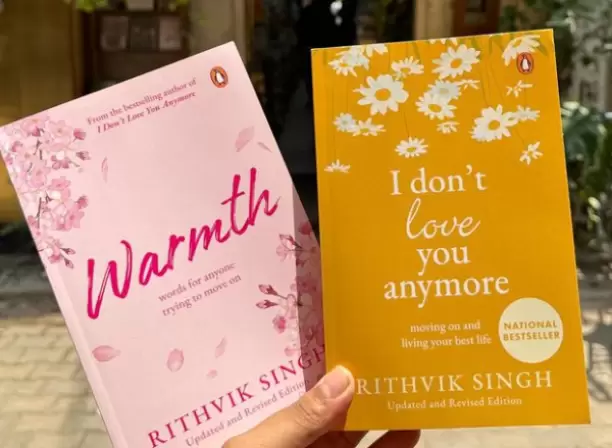 From the bestselling author of
I Don't Love You Anymore
Warmth
words for anyone
trying to move on
RITHVIK SINGH
Updated and Revised Edition
I don't
love
you
anymore
moving on and
living your best life
NATIONAL
BESTSELLER
RITHVIK SINGH
Updated and Revised Edition